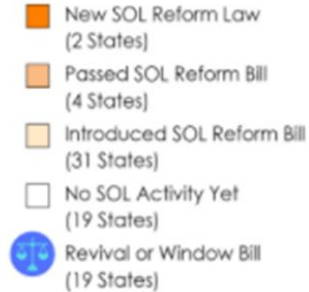 New SOL Reform Law
(2 States)
Passed SOL Reform Bill
(4 States)
Introduced SOL Reform Bill
(31 States)
No SOL Activity Yet
(19 States)
Revival or Window Bill
(19 States)